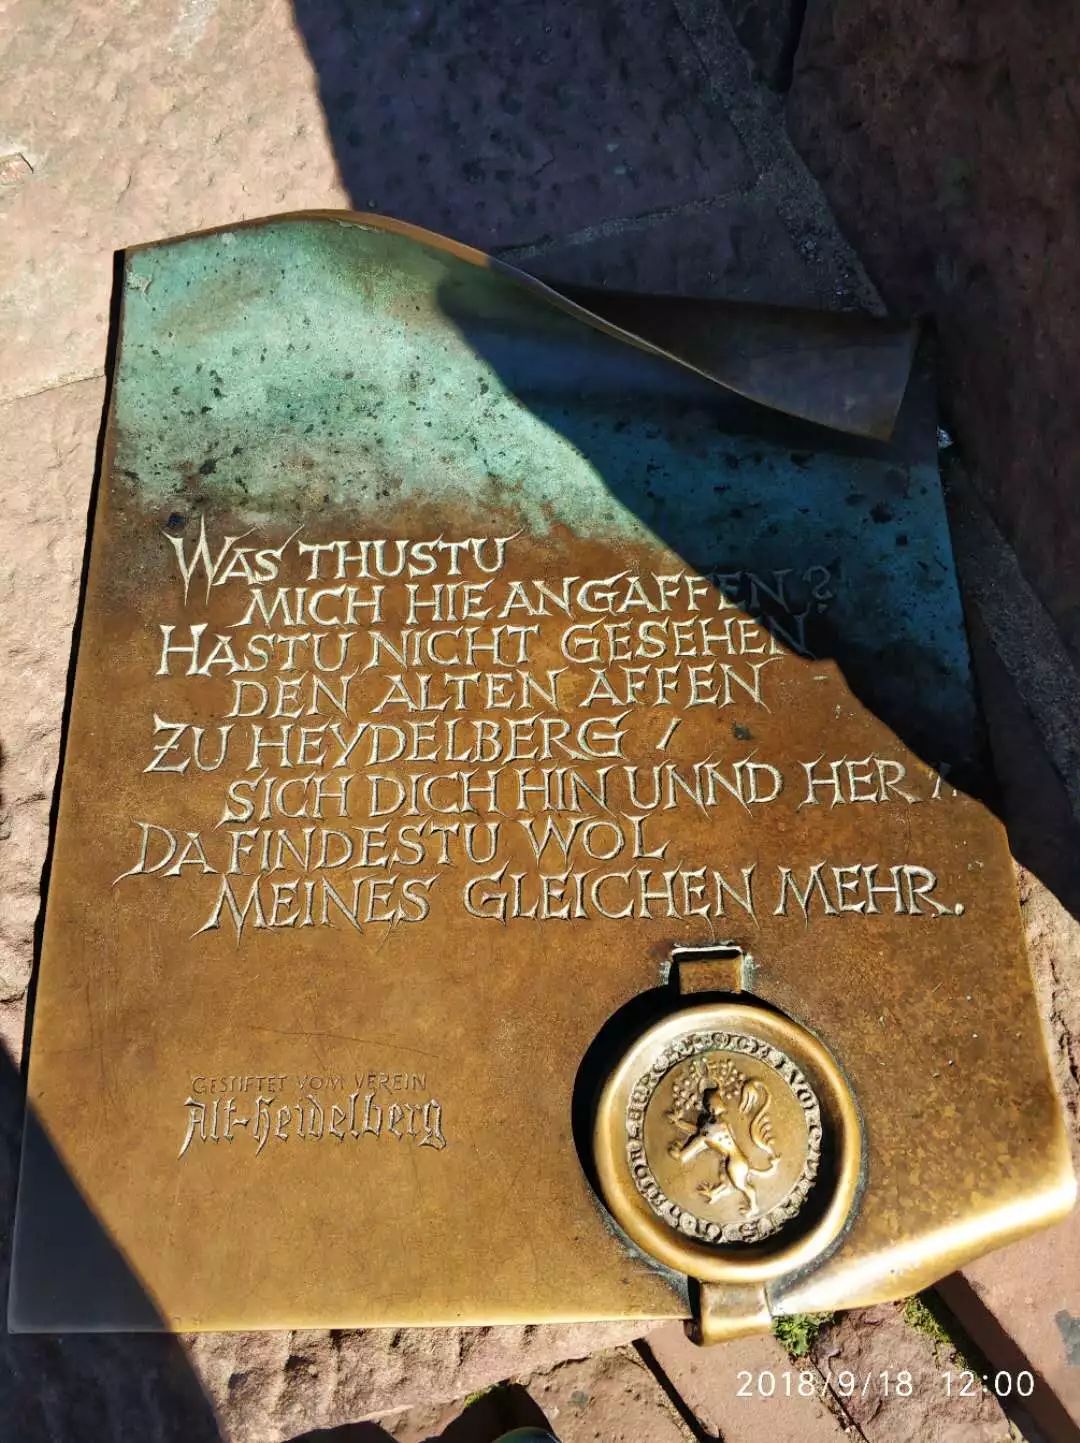 WAS THUSTU
MICH HIE ANGAFFEN?
HASTU NICHT GESEHEN
DEN ALTEN AFFEN
ZU HEYDELBERG /
SICH DICH HIN UNND HER /
DA FINDESTU WOL
MEINES GLEICHEN MEHR.
GESTIFTET VOM VEREIN
Alt-Heidelberg
2018/9/18 12:00